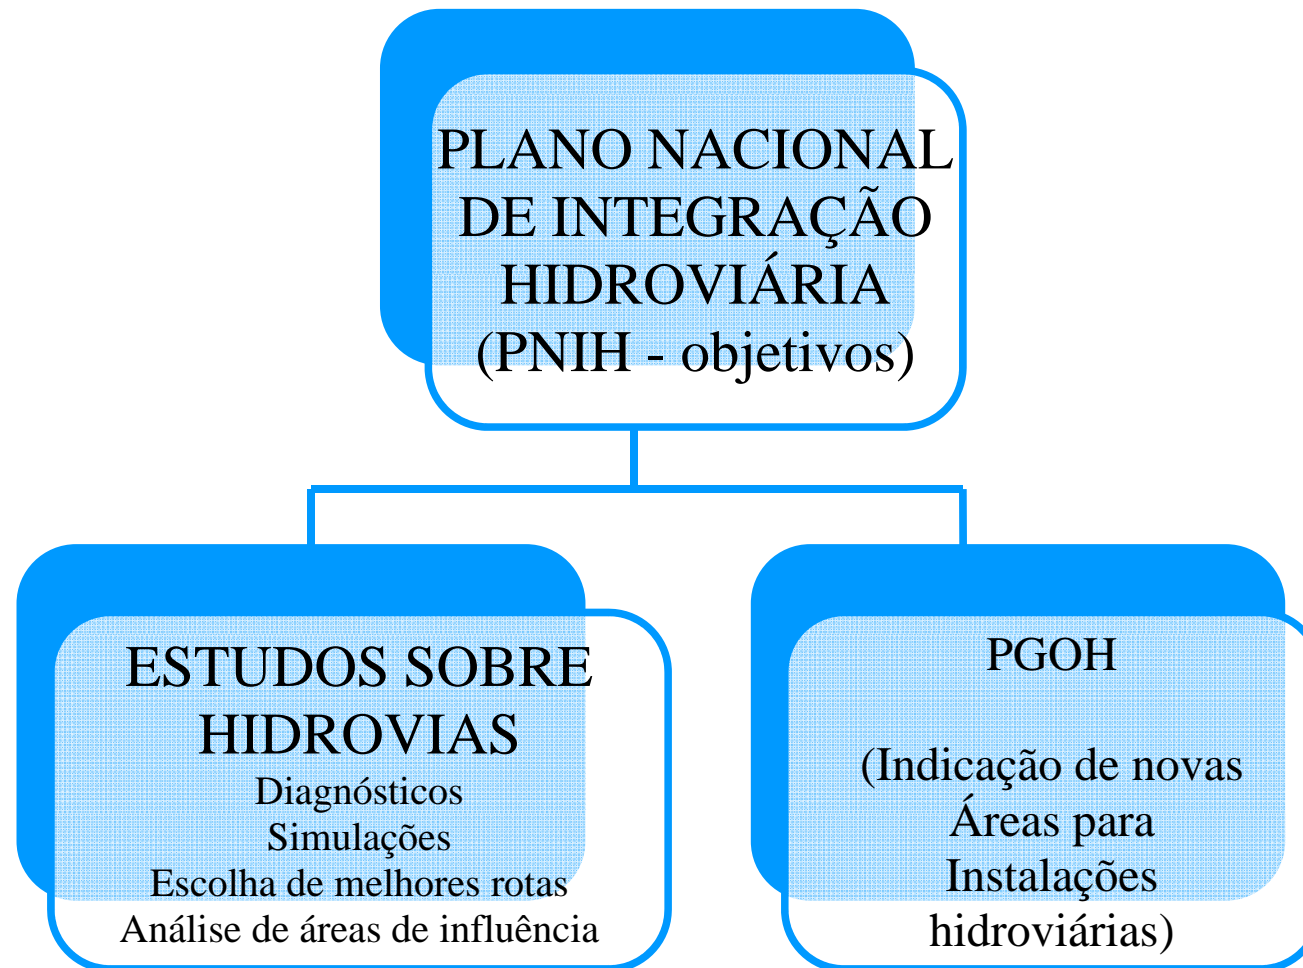 PLANO NACIONAL
DE INTEGRAÇÃO
HIDROVIÁRIA
(PNIH - objetivos)
ESTUDOS SOBRE
HIDROVIAS
Diagnósticos
Simulações
Escolha de melhores rotas
Análise de áreas de influência
PGOH
(Indicação de novas
Áreas para
Instalações
hidroviárias)